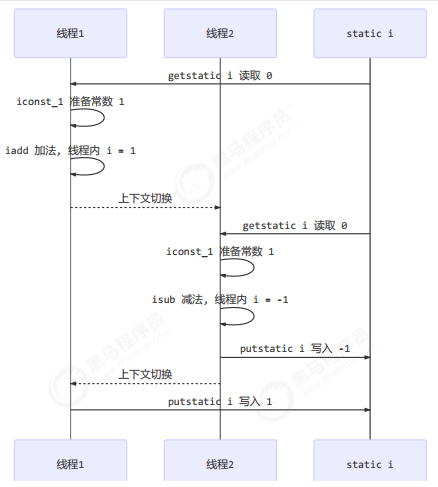 线程1 线程2 static i
getstatic i 读取 0
iconst_1 准备常数 1
iadd 加法, 线程内 i = 1
上下文切换
getstatic i 读取 0
iconst_1 准备常数 1
isub 减法, 线程内 i = -1
putstatic i 写入 -1
上下文切换
putstatic i 写入 1
线程1 线程2 static i